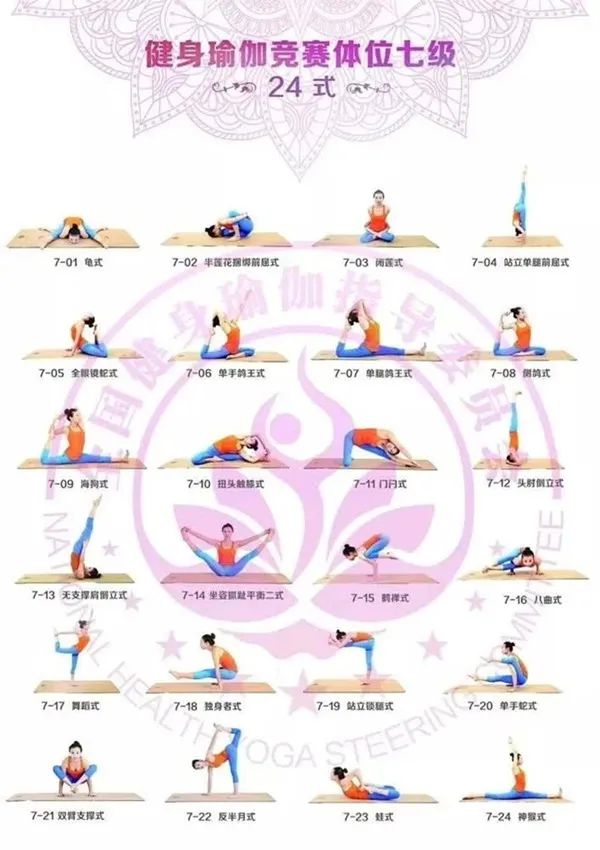 健身瑜伽竞赛体位七级
24 式
7-01 龟式
7-02 半莲花捆绑前屈式
7-03 闭莲式
7-04 站立单腿前屈式
7-05 全眼镜蛇式
7-06 单手鸽王式
7-07 单腿鸽王式
7-08 侧鸽式
7-09 海狗式
7-10 扭头触膝式
7-11 门闩式
7-12 头肘倒立式
7-13 无支撑肩倒立式
7-14 坐姿抓趾平衡二式
7-15 鹤禅式
7-16 八曲式
7-17 舞蹈式
7-18 独身者式
7-19 站立锁腿式
7-20 单手蛇式
7-21 双臂支撑式
7-22 反半月式
7-23 蛙式
7-24 神猴式
全国健身瑜伽指导委员会
NATIONAL HEALTH YOGA STEERING COMMITTEE